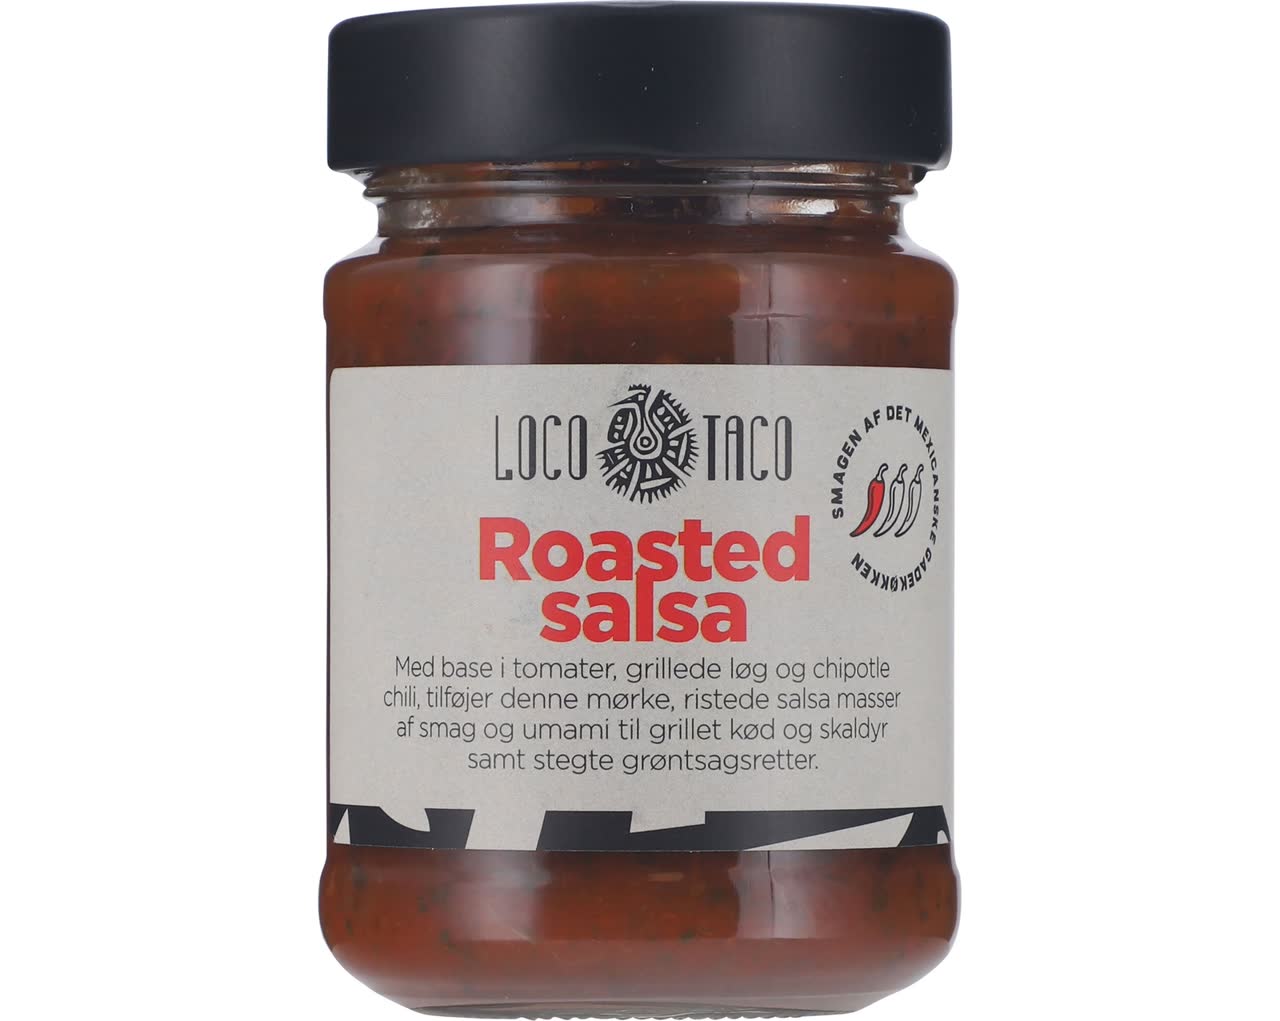 LOCO TACO
SMAGEN AF DET MEXICANSKE GADEKØKKEN
Roasted
salsa
Med base i tomater, grillede løg og chipotle
chili, tilføjer denne mørke, ristede salsa masser
af smag og umami til grillet kød og skaldyr
samt stegte grøntsagsretter.